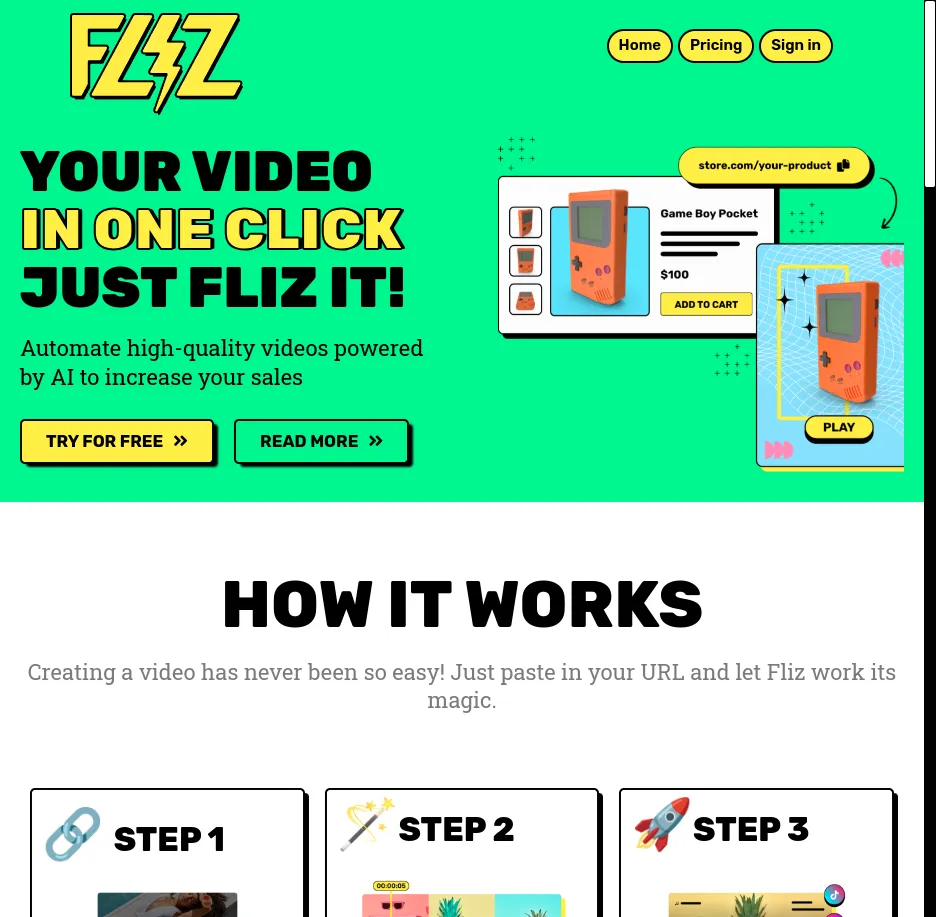 FLIZ
Home Pricing Sign in
YOUR VIDEO
IN ONE CLICK
JUST FLIZ IT!
Automate high-quality videos powered
by AI to increase your sales
TRY FOR FREE
READ MORE
store.com/your-product
Game Boy Pocket
$100
ADD TO CART
PLAY
HOW IT WORKS
Creating a video has never been so easy! Just paste in your URL and let Fliz work its
magic.
STEP 1
STEP 2
STEP 3
00:00:05